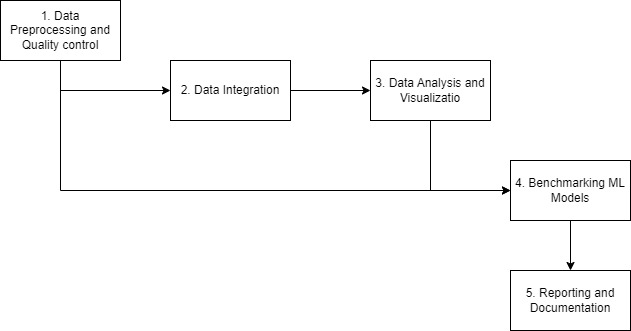 1. Data
Preprocessing and
Quality control
2. Data Integration
3. Data Analysis and
Visualizatio
4. Benchmarking ML
Models
5. Reporting and
Documentation